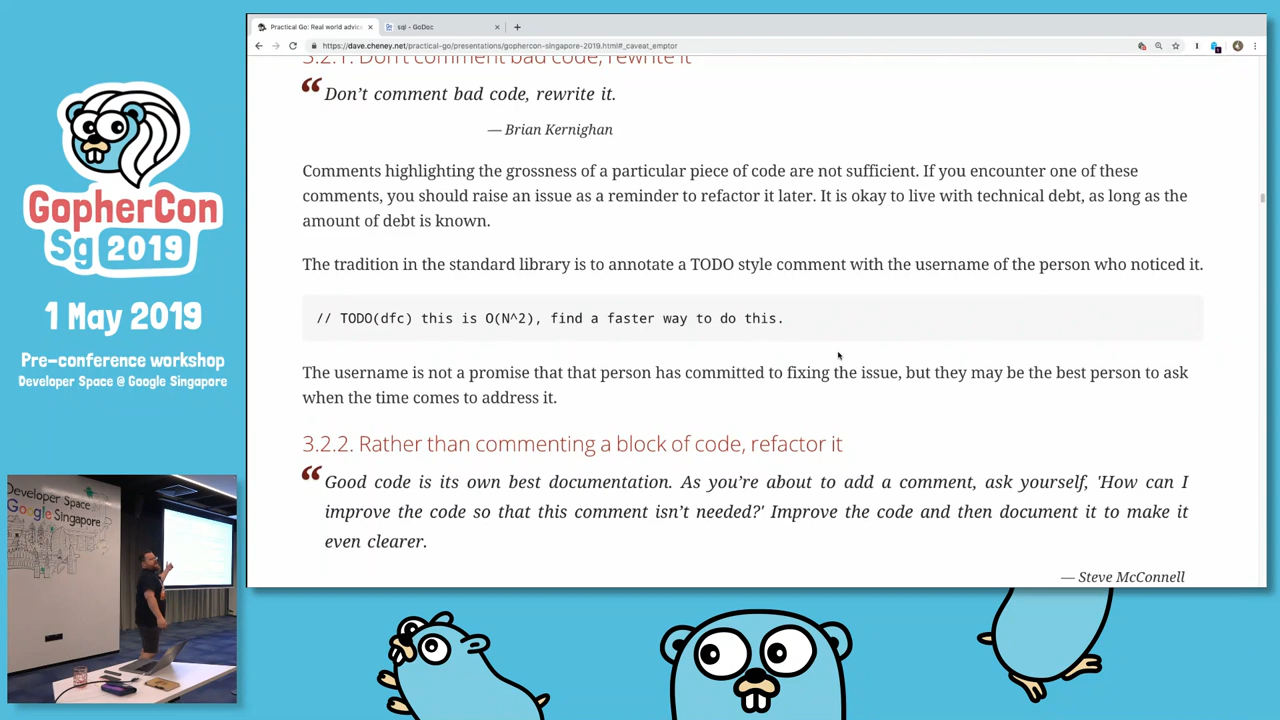 Practical Go: Real world advic
sql - GoDoc
https://dave.cheney.net/practical-go/presentations/gophercon-singapore-2019.html#_caveat_emptor
3.2.1. Don't comment bad code, rewrite it
“ Don’t comment bad code, rewrite it.
— Brian Kernighan
Comments highlighting the grossness of a particular piece of code are not sufficient. If you encounter one of these
comments, you should raise an issue as a reminder to refactor it later. It is okay to live with technical debt, as long as the
amount of debt is known.
The tradition in the standard library is to annotate a TODO style comment with the username of the person who noticed it.
// TODO(dfc) this is O(N^2), find a faster way to do this.
The username is not a promise that that person has committed to fixing the issue, but they may be the best person to ask
when the time comes to address it.
3.2.2. Rather than commenting a block of code, refactor it
“ Good code is its own best documentation. As you’re about to add a comment, ask yourself, 'How can I
improve the code so that this comment isn’t needed?' Improve the code and then document it to make it
even clearer.
— Steve McConnell
GopherCon
Sg 2019
1 May 2019
Pre-conference workshop
Developer Space @ Google Singapore
Developer Space
Google Singapore